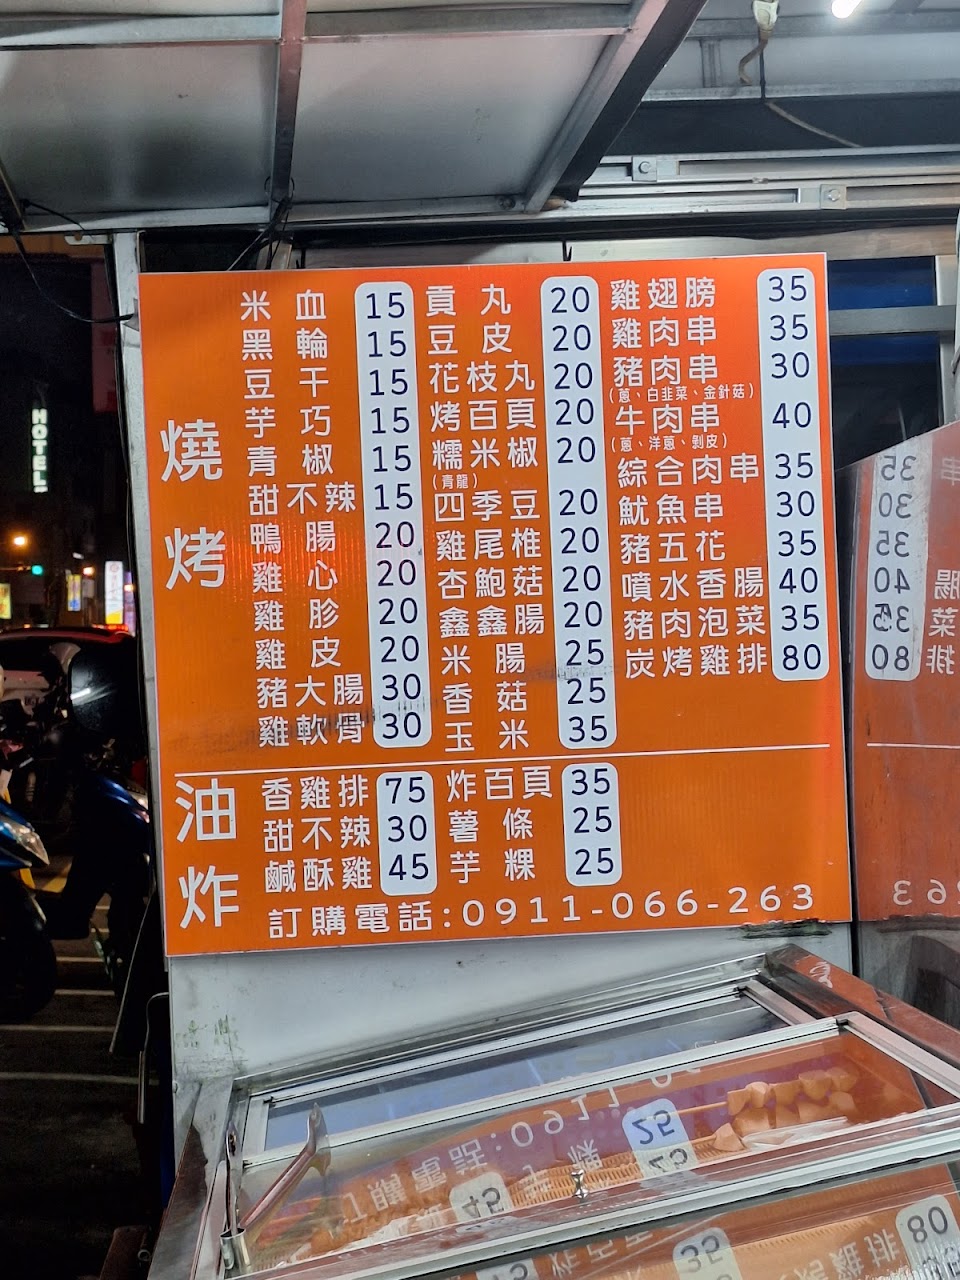 燒烤
米血 15
黑輪 15
豆干 15
芋巧 15
青椒 15
甜不辣 15
鴨腸 20
雞心 20
雞胗 20
雞皮 20
豬大腸 30
雞軟骨 30
貢丸 20
豆皮 20
花枝丸 20
烤百頁 20
糯米椒 20
(青龍)
四季豆 20
雞尾椎 20
杏鮑菇 20
鑫鑫腸 20
米腸 25
香菇 25
玉米 35
雞翅膀 35
雞肉串 35
豬肉串 30
(蔥、白韭菜、金針菇)
牛肉串 40
(蔥、洋蔥、剝皮)
綜合肉串 35
魷魚串 30
豬五花 35
噴水香腸 40
豬肉泡菜 35
炭烤雞排 80
油炸
香雞排 75
甜不辣 30
鹹酥雞 45
炸百頁 35
薯條 25
芋粿 25
訂購電話:0911-066-263
HOTEL